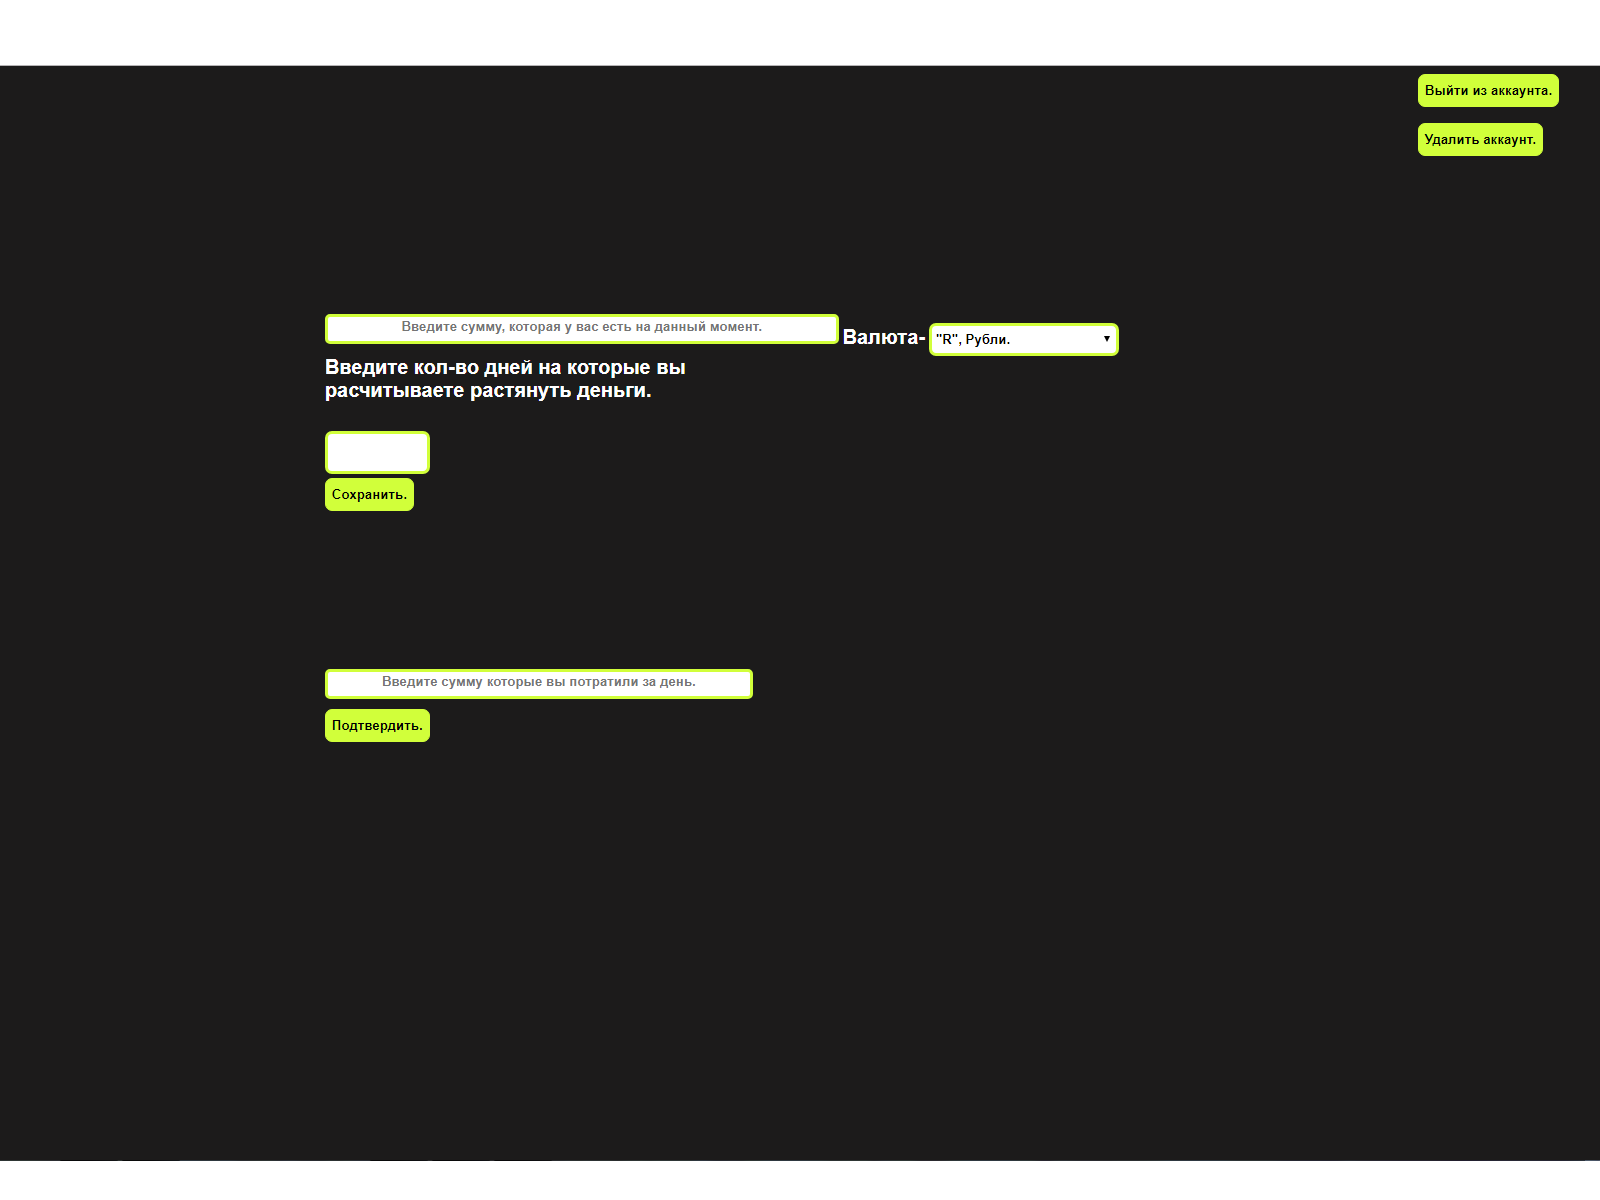 Выйти из аккаунта.
Удалить аккаунт.
Введите сумму, которая у вас есть на данный момент. Валюта- "R", Рубли.
Введите кол-во дней на которые вы
расчитываете растянуть деньги.
Сохранить.
Введите сумму которые вы потратили за день.
Подтвердить.